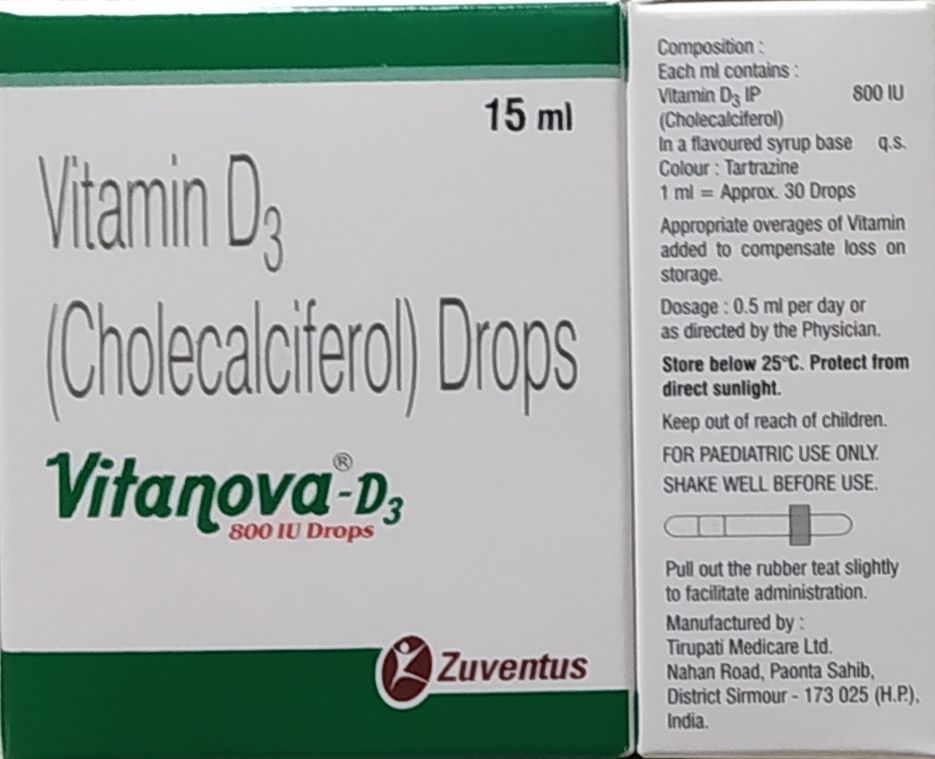 15 ml
Vitamin D3
(Cholecalciferol) Drops
Vitanova®-D3
800 IU Drops
Zuventus
Composition :
Each ml contains :
Vitamin D3 IP 800 IU
(Cholecalciferol)
In a flavoured syrup base q.s.
Colour : Tartrazine
1 ml = Approx. 30 Drops
Appropriate overages of Vitamin
added to compensate loss on
storage.
Dosage : 0.5 ml per day or
as directed by the Physician.
Store below 25°C. Protect from
direct sunlight.
Keep out of reach of children.
FOR PAEDIATRIC USE ONLY.
SHAKE WELL BEFORE USE.
Pull out the rubber teat slightly
to facilitate administration.
Manufactured by :
Tirupati Medicare Ltd.
Nahan Road, Paonta Sahib,
District Sirmour - 173 025 (H.P.),
India.